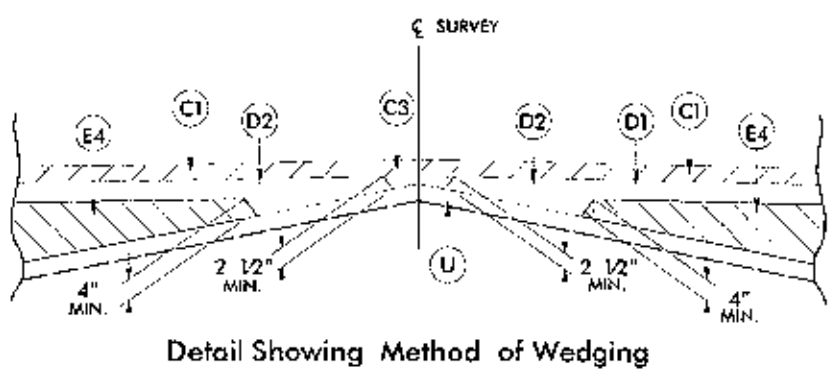 ℄ SURVEY
C1 C3 C1
E4 D2 D2 D1 E4
U
4" MIN. 2 1/2" MIN. 2 1/2" MIN. 4" MIN.
Detail Showing Method of Wedging